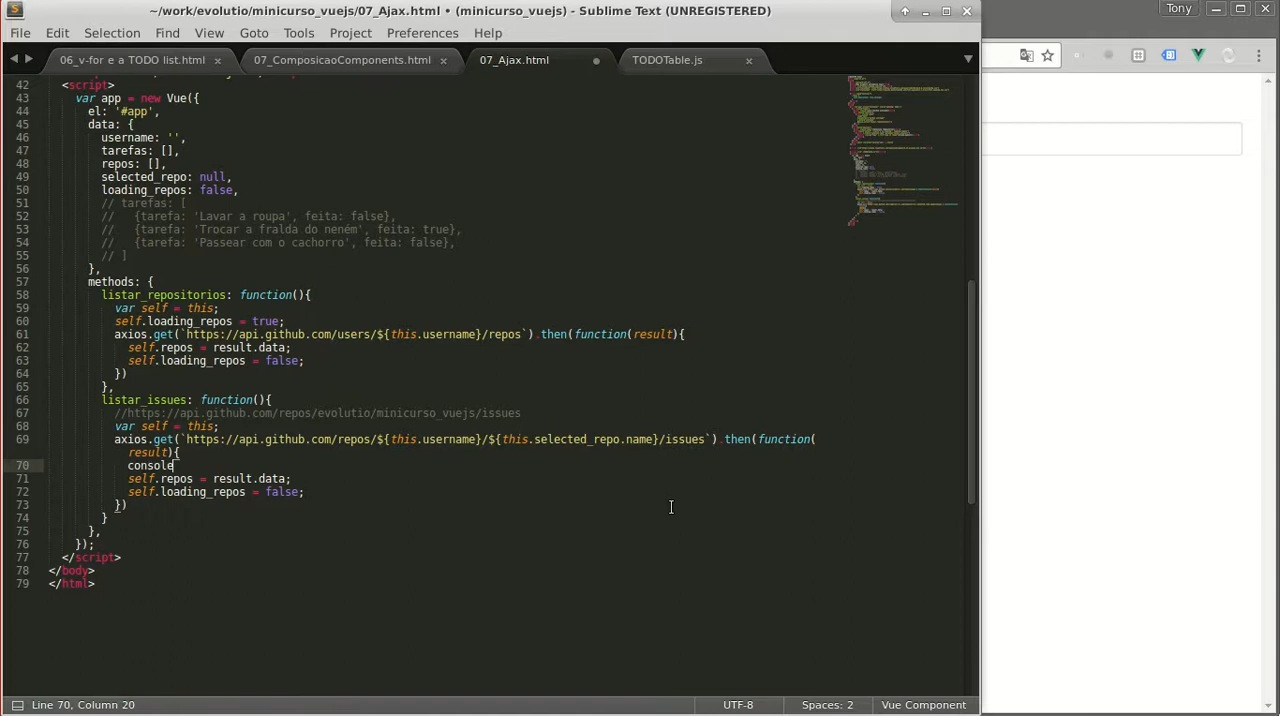 ~/work/evolutio/minicurso_vuejs/07_Ajax.html • (minicurso_vuejs) - Sublime Text (UNREGISTERED)
Tony
File Edit Selection Find View Goto Tools Project Preferences Help
06_v-for e a TODO list.html × 07_ComposicãoComponents.html × 07_Ajax.html TODOTable.js ×
42 <script>
43 var app = new Vue({
44 el: '#app',
45 data: {
46 username: '',
47 tarefas: [],
48 repos: [],
49 selected_repo: null,
50 loading_repos: false,
51 // tarefas: [
52 // {tarefa: 'Lavar a roupa', feita: false},
53 // {tarefa: 'Trocar a fralda do neném', feita: true},
54 // {tarefa: 'Passear com o cachorro', feita: false},
55 // ]
56 },
57 methods: {
58 listar_repositorios: function(){
59 var self = this;
60 self.loading_repos = true;
61 axios.get(`https://api.github.com/users/${this.username}/repos`).then(function(result){
62 self.repos = result.data;
63 self.loading_repos = false;
64 })
65 },
66 listar_issues: function(){
67 //https://api.github.com/repos/evolutio/minicurso_vuejs/issues
68 var self = this;
69 axios.get(`https://api.github.com/repos/${this.username}/${this.selected_repo.name}/issues`).then(function(
result){
70 console
71 self.repos = result.data;
72 self.loading_repos = false;
73 })
74 }
75 },
76 });
77 </script>
78 </body>
79 </html>
Line 70, Column 20 UTF-8 Spaces: 2 Vue Component